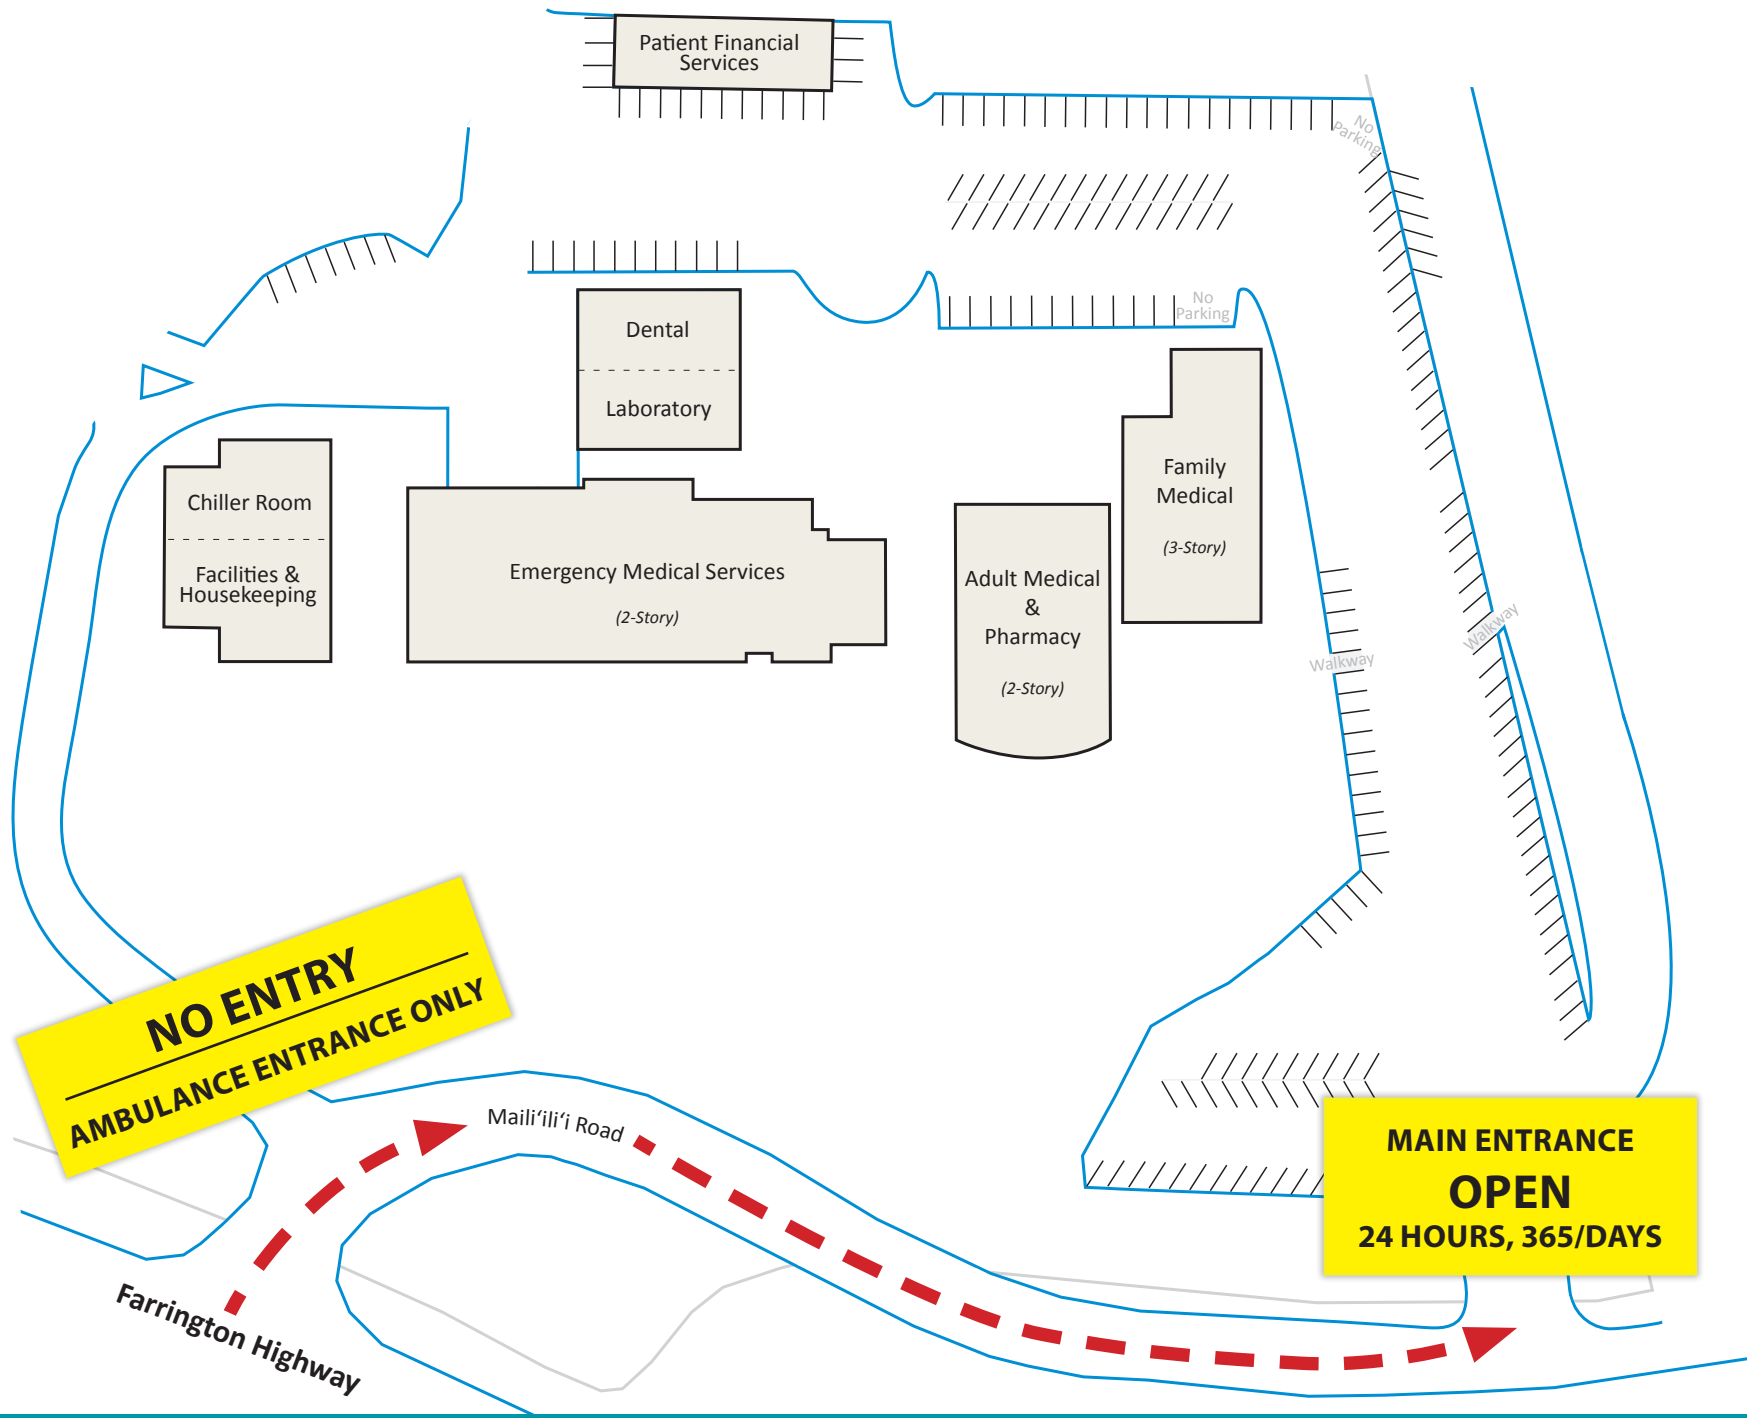 Patient Financial
Services
No
Parking
No
Parking
Dental
Laboratory
Chiller Room
Facilities &
Housekeeping
Emergency Medical Services
(2-Story)
Adult Medical
&
Pharmacy
(2-Story)
Family
Medical
(3-Story)
Walkway
Walkway
NO ENTRY
AMBULANCE ENTRANCE ONLY
Maili‘ili‘i Road
Farrington Highway
MAIN ENTRANCE
OPEN
24 HOURS, 365/DAYS